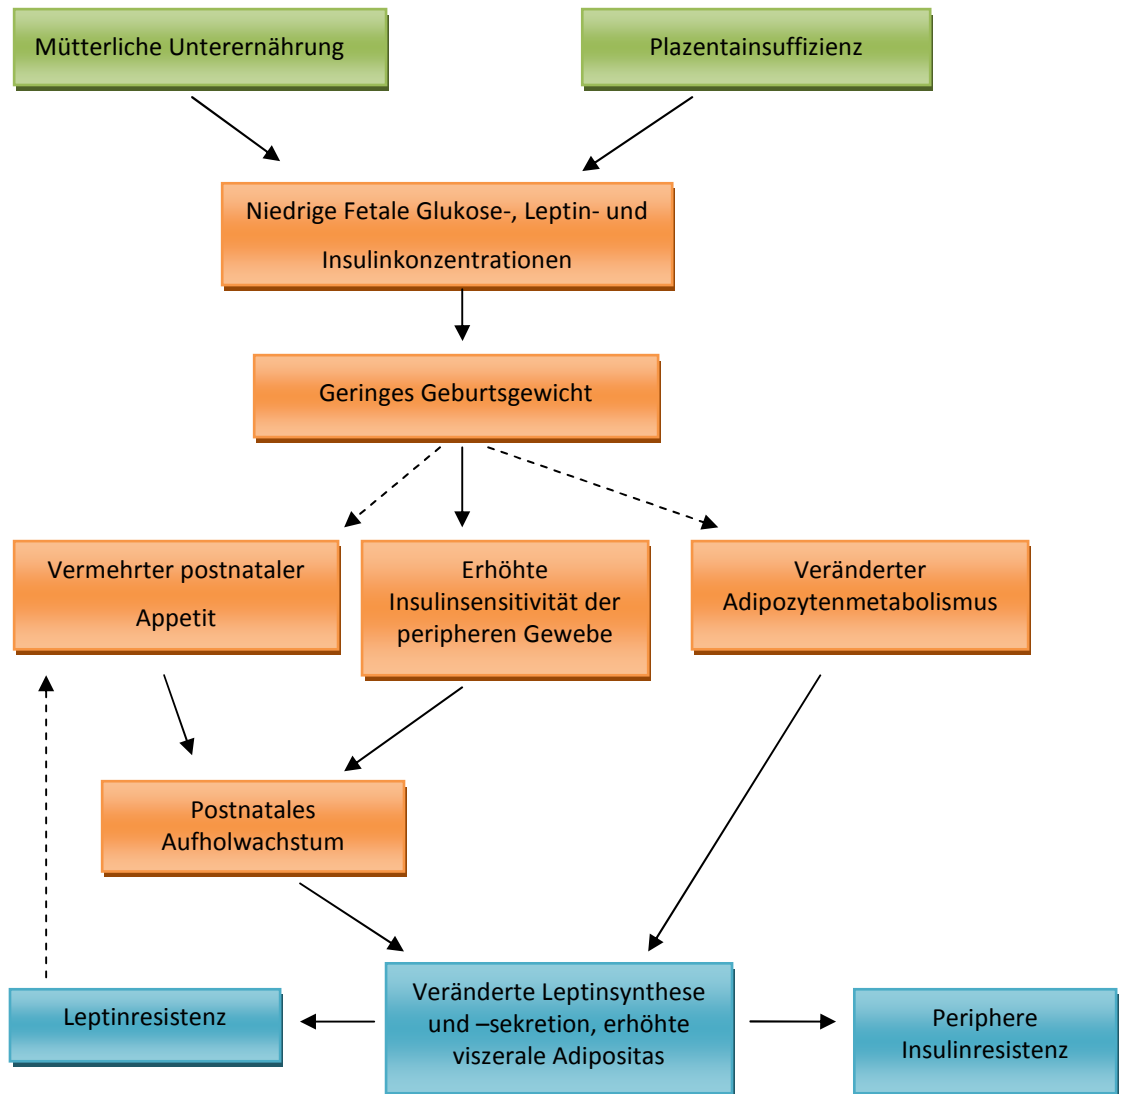 Mütterliche Unterernährung
Plazentainsuffizienz
Niedrige Fetale Glukose-, Leptin- und
Insulinkonzentrationen
Geringes Geburtsgewicht
Vermehrter postnataler
Appetit
Erhöhte
Insulinsensitivität der
peripheren Gewebe
Veränderter
Adipozytenmetabolismus
Postnatales
Aufholwachstum
Leptinresistenz
Veränderte Leptinsynthese
und –sekretion, erhöhte
viszerale Adipositas
Periphere
Insulinresistenz